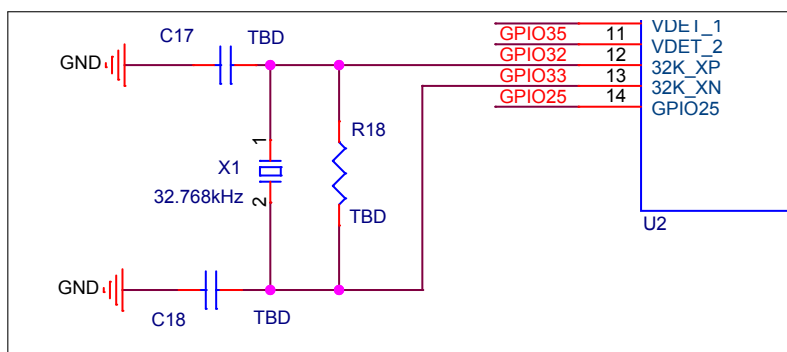 VDET_1
GPIO35 11 VDET_2
C17 TBD
GND GPIO32 12 32K_XP
GPIO33 13 32K_XN
GPIO25 14 GPIO25
1 R18
X1
32.768kHz
2 TBD
U2
GND
C18 TBD